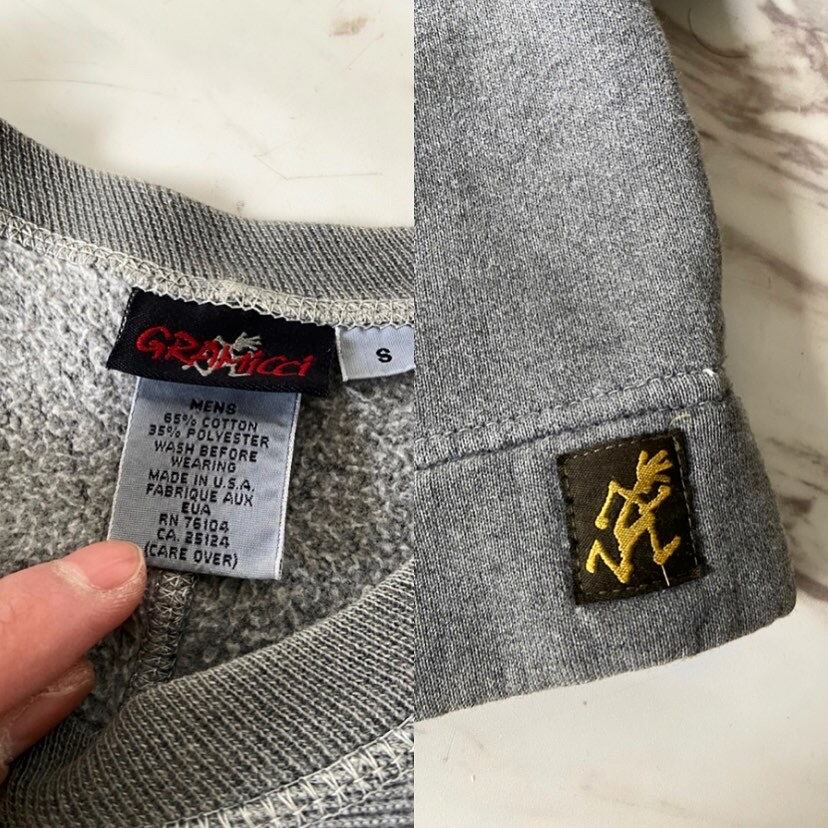 GRAMICCI
S
MENS
65% COTTON
35% POLYESTER
WASH BEFORE
WEARING
MADE IN U.S.A.
FABRIQUE AUX
EUA
RN 76104
CA. 25124
(CARE OVER)